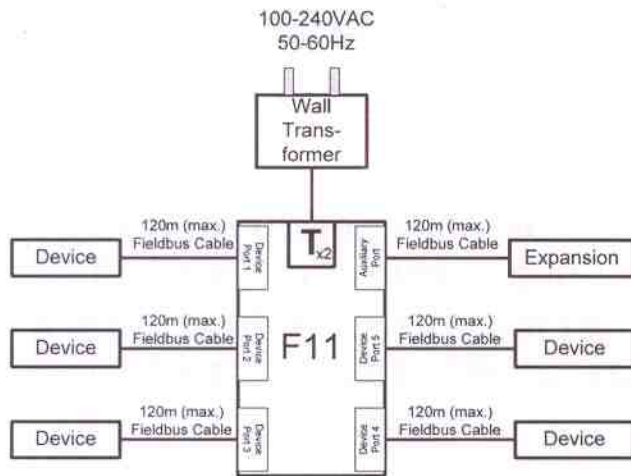 100-240VAC
50-60Hz
Wall
Trans-
former
120m (max.)
Fieldbus Cable
Device
Device
Port 1
Tx2
Auxiliary
Port
120m (max.)
Fieldbus Cable
Expansion
120m (max.)
Fieldbus Cable
Device
Device
Port 2
F11
Device
Port 5
120m (max.)
Fieldbus Cable
Device
120m (max.)
Fieldbus Cable
Device
Device
Port 3
Device
Port 4
120m (max.)
Fieldbus Cable
Device